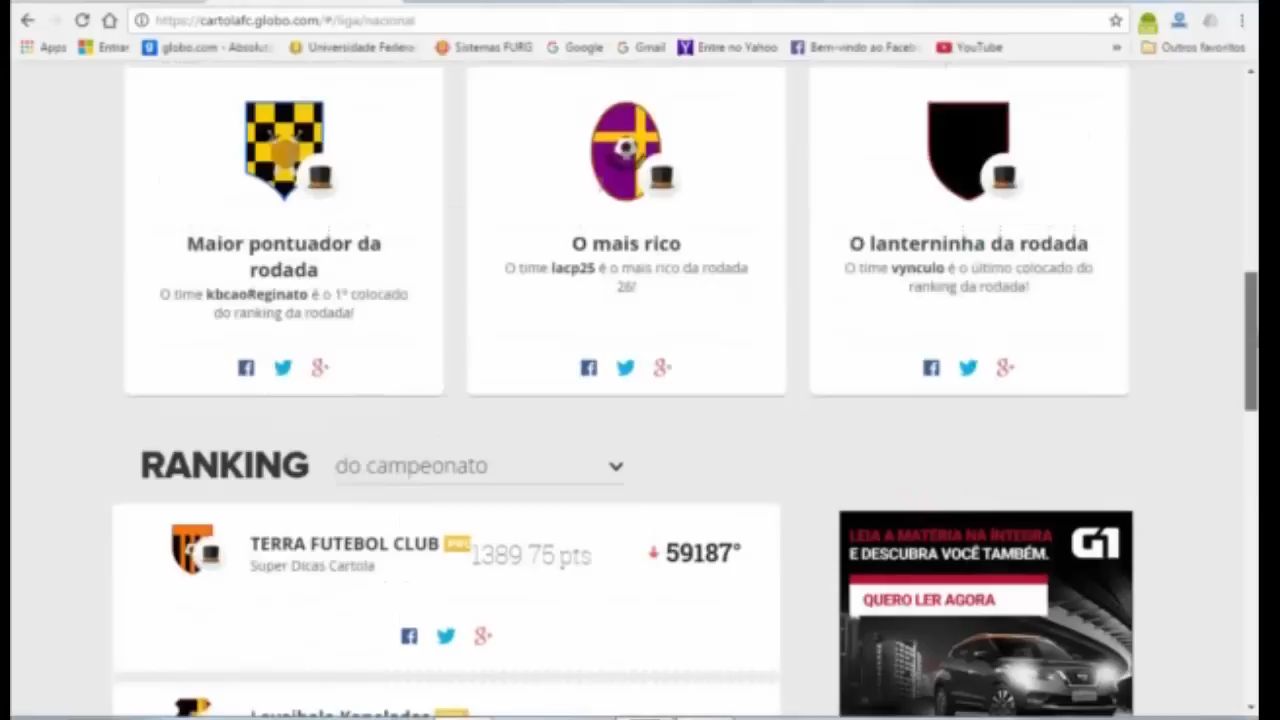 https://cartolafc.globo.com/#/liga/nacional
Apps Entrar globo.com - Absolut Universidade Federa Sistemas FURG Google Gmail Entre no Yahoo Bem-vindo ao Faceb YouTube » Outros favoritos
Maior pontuador da
rodada
O time kbcaoReginato é o 1º colocado
do ranking da rodada!
O mais rico
O time lacp25 é o mais rico da rodada
26!
O lanterninha da rodada
O time vynculo é o último colocado do
ranking da rodada!
RANKING do campeonato
TERRA FUTEBOL CLUB PRO 1389.75 pts 59187°
Super Dicas Cartola
LEIA A MATÉRIA NA ÍNTEGRA
E DESCUBRA VOCÊ TAMBÉM.
G1
QUERO LER AGORA